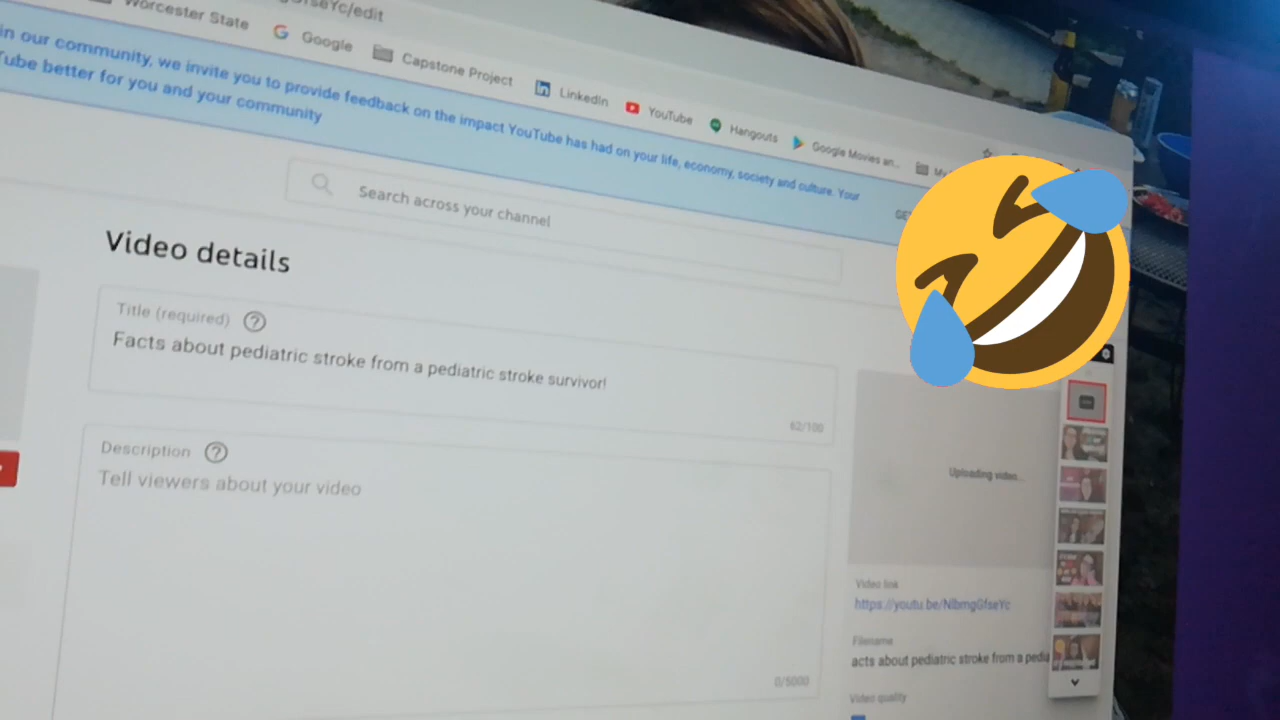 gGfseYc/edit
Worcester State
Google
Capstone Project
LinkedIn
YouTube
Hangouts
Google Movies an...
in our community, we invite you to provide feedback on the impact YouTube has had on your life, economy, society and culture. Your
Tube better for you and your community
Search across your channel
Video details
Title (required)
Facts about pediatric stroke from a pediatric stroke survivor!
62/100
Description
Tell viewers about your video
0/5000
Uploading video...
Video link
https://youtu.be/NlbmgGfseYc
Filename
acts about pediatric stroke from a pedia
Video quality